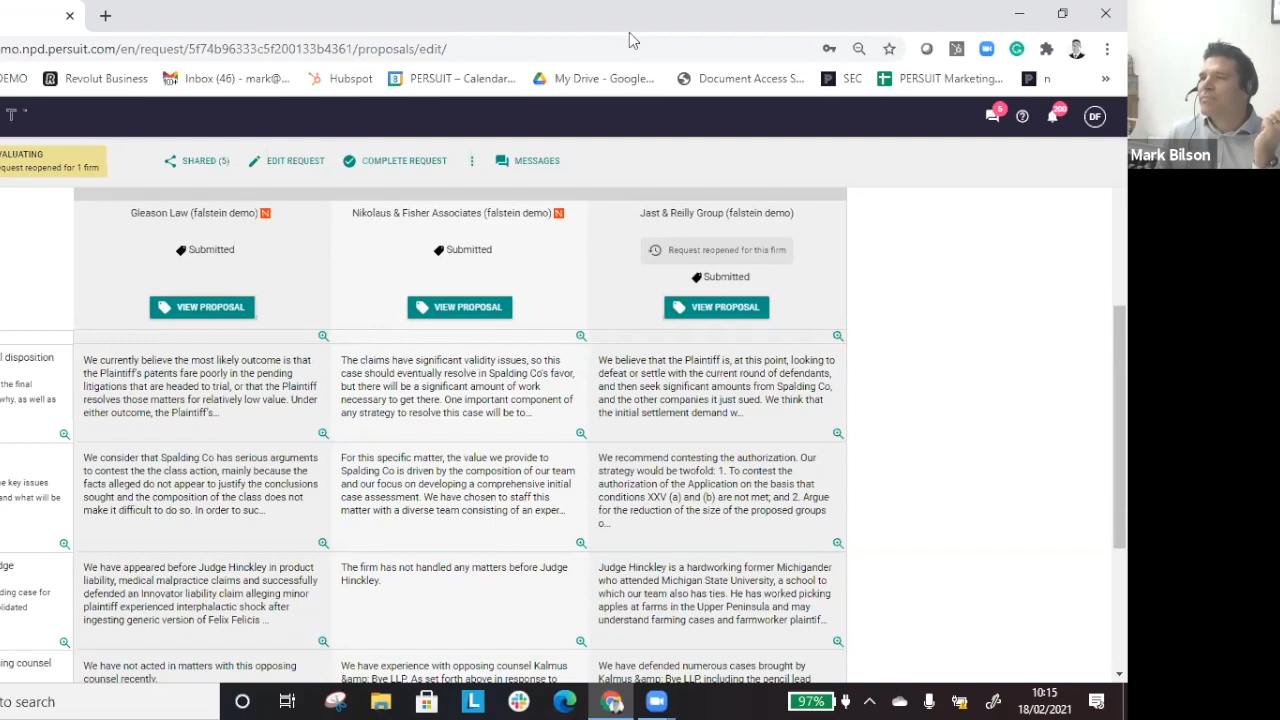 mo.npd.persuit.com/en/request/5f74b96333c5f200133b4361/proposals/edit/
DEMO
Revolut Business
Inbox (46) – mark@...
Hubspot
PERSUIT – Calendar...
My Drive - Google...
Document Access S...
SEC
PERSUIT Marketing...
n
»
T
5
200
DF
Mark Bilson
VALUATING
quest reopened for 1 firm
SHARED (5)
EDIT REQUEST
COMPLETE REQUEST
MESSAGES
Gleason Law (falstein demo) N
Nikolaus & Fisher Associates (falstein demo) N
Jast & Reilly Group (falstein demo)
Submitted
Submitted
Request reopened for this firm
Submitted
VIEW PROPOSAL
VIEW PROPOSAL
VIEW PROPOSAL
l disposition
the final
why, as well as
We currently believe the most likely outcome is that
the Plaintiff's patents fare poorly in the pending
litigations that are headed to trial, or that the Plaintiff
resolves those matters for relatively low value. Under
either outcome, the Plaintiff's...
The claims have significant validity issues, so this
case should eventually resolve in Spalding Co's favor,
but there will be a significant amount of work
necessary to get there. One important component of
any strategy to resolve this case will be to...
We believe that the Plaintiff is, at this point, looking to
defeat or settle with the current round of defendants,
and then seek significant amounts from Spalding Co,
and the other companies it just sued. We think that
the initial settlement demand w...
e key issues
and what will be
We consider that Spalding Co has serious arguments
to contest the the class action, mainly because the
facts alleged do not appear to justify the conclusions
sought and the composition of the class does not
make it difficult to do so. In order to suc...
For this specific matter, the value we provide to
Spalding Co is driven by the composition of our team
and our focus on developing a comprehensive initial
case assessment. We have chosen to staff this
matter with a diverse team consisting of an exper...
We recommend contesting the authorization. Our
strategy would be twofold: 1. To contest the
authorization of the Application on the basis that
conditions XXV (a) and (b) are not met; and 2. Argue
for the reduction of the size of the proposed groups
o...
dge
ding case for
olidated
We have appeared before Judge Hinckley in product
liability, medical malpractice claims and successfully
defended an Innovator liability claim alleging minor
plaintiff experienced interphalactic shock after
ingesting generic version of Felix Felicis ...
The firm has not handled any matters before Judge
Hinckley.
Judge Hinckley is a hardworking former Michigander
who attended Michigan State University, a school to
which our team also has ties. He has worked picking
apples at farms in the Upper Peninsula and may
understand farming cases and farmworker plaintif...
ing counsel
We have not acted in matters with this opposing
counsel recently.
We have experience with opposing counsel Kalmus
&amp; Bye LLP. As set forth above in response to
We have defended numerous cases brought by
Kalmus &amp; Bye LLP including the pencil lead
to search
L
97%
10:15
18/02/2021